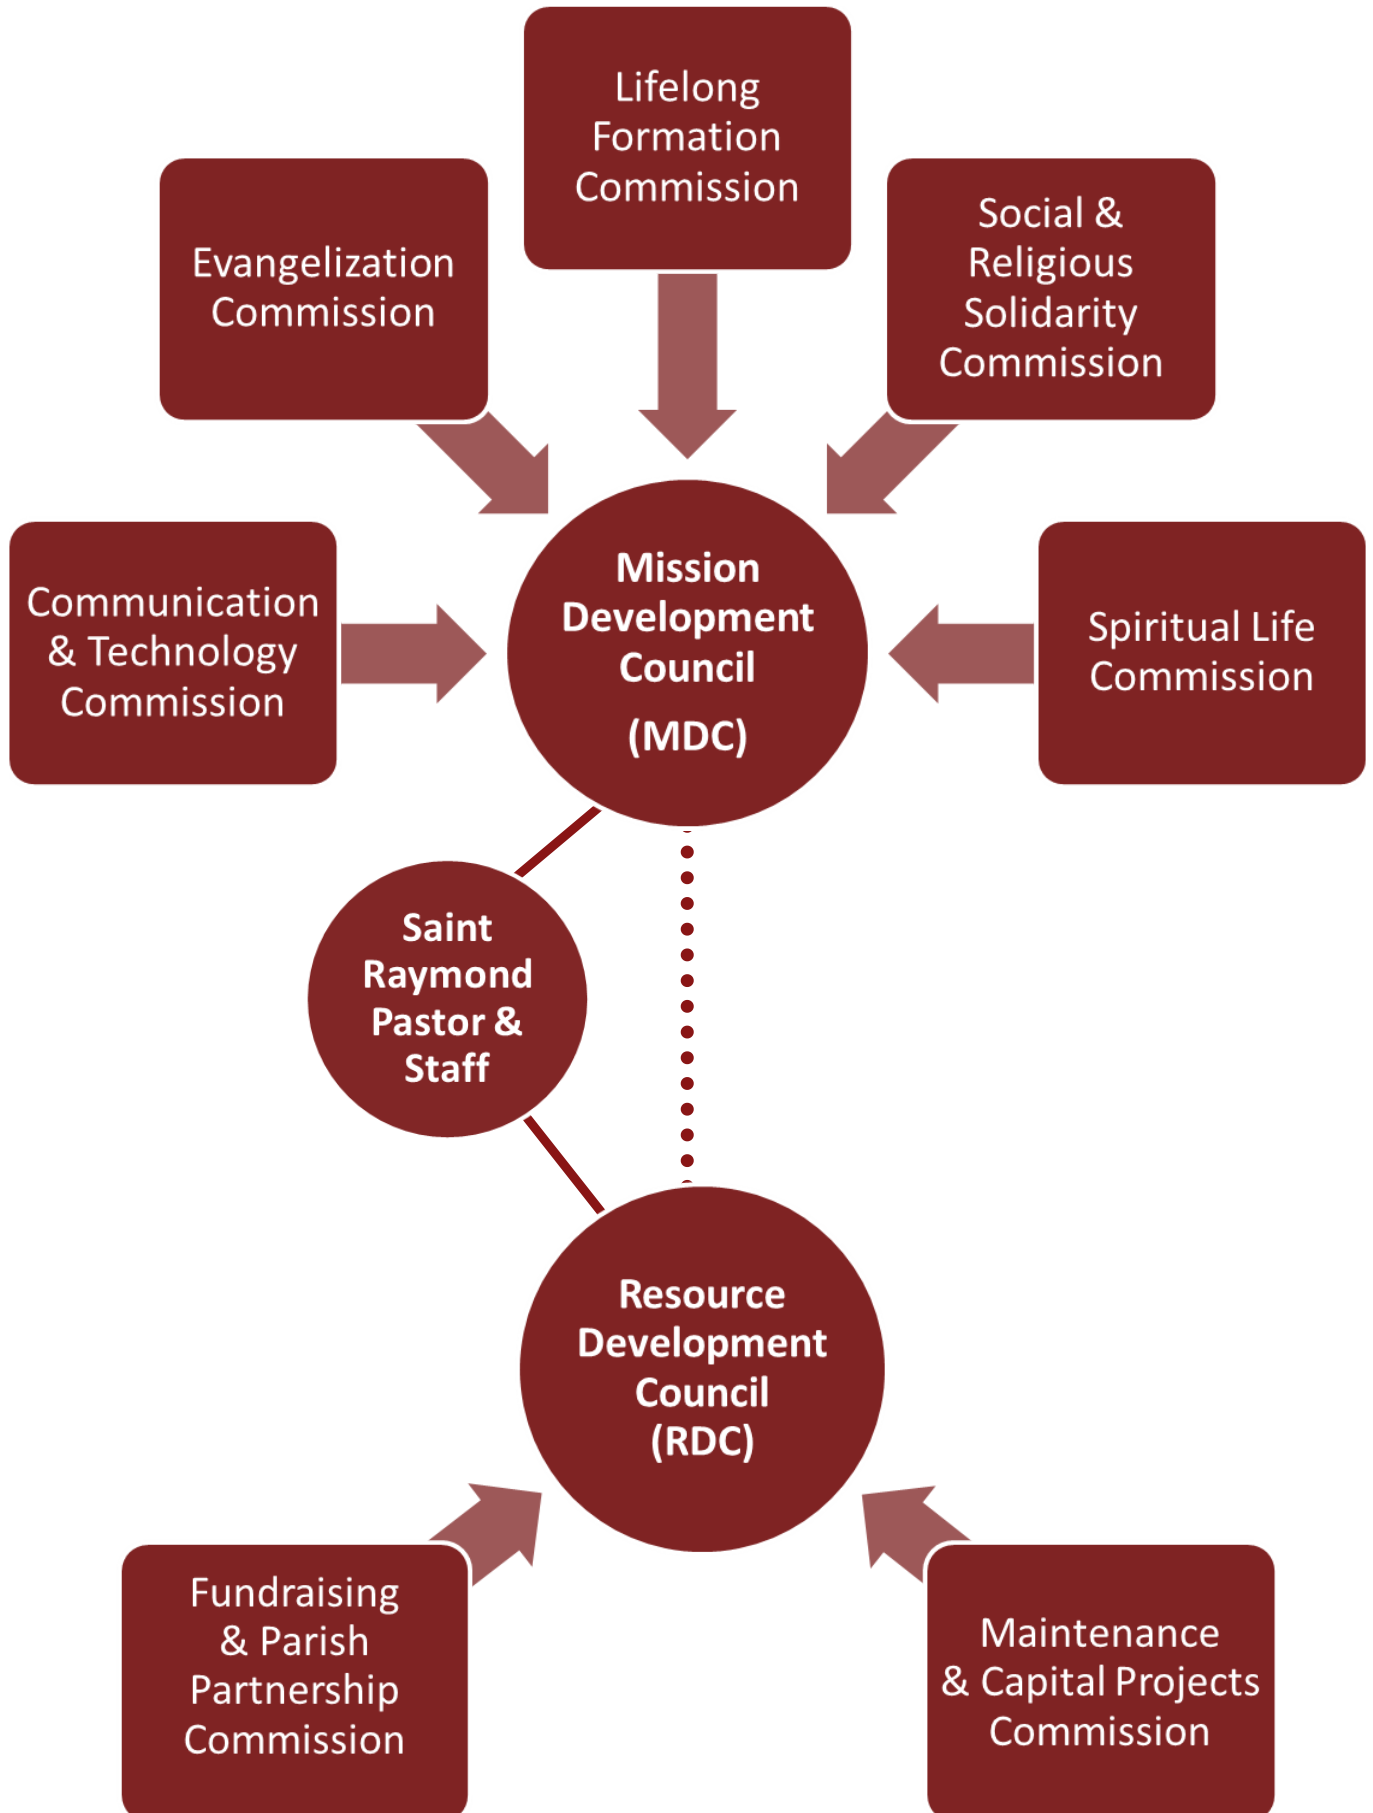 Lifelong
Formation
Commission
Evangelization
Commission
Social &
Religious
Solidarity
Commission
Communication
& Technology
Commission
Mission
Development
Council
(MDC)
Spiritual Life
Commission
Saint
Raymond
Pastor &
Staff
Resource
Development
Council
(RDC)
Fundraising
& Parish
Partnership
Commission
Maintenance
& Capital Projects
Commission